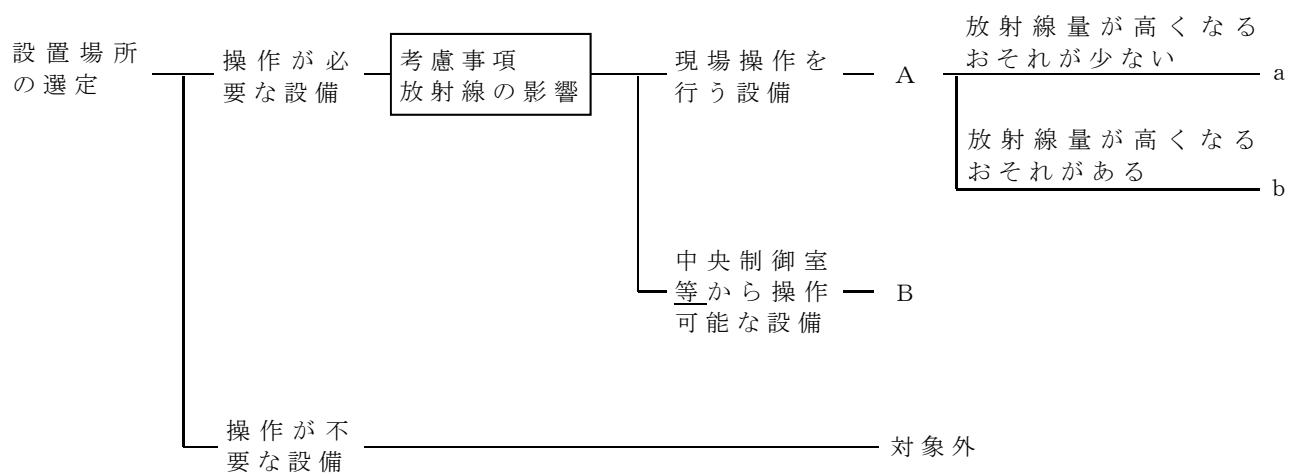 設置場所
の選定
操作が必
要な設備
考慮事項
放射線の影響
現場操作を
行う設備
A
放射線量が高くなる
おそれが少ない
a
放射線量が高くなる
おそれがある
b
中央制御室
等から操作
可能な設備
B
操作が不
要な設備
対象外